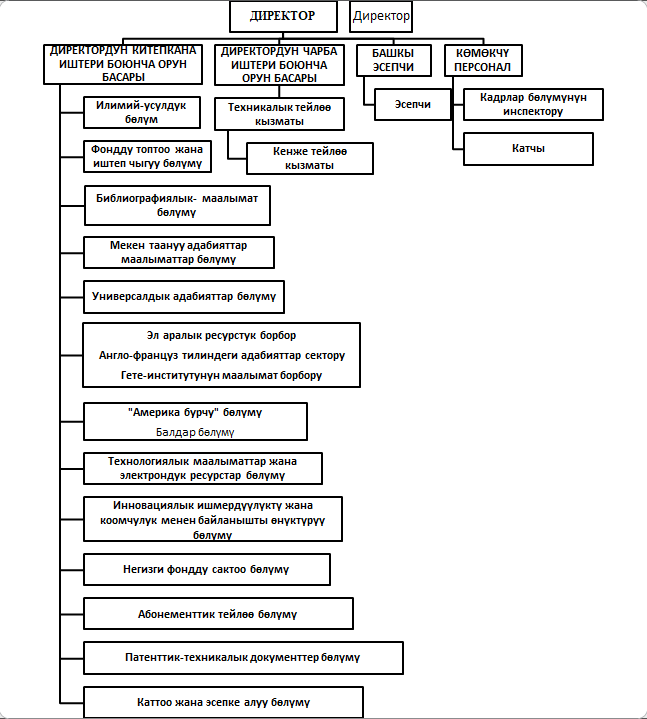 ДИРЕКТОР
Директор
ДИРЕКТОРДУН КИТЕПКАНА
ИШТЕРИ БОЮНЧА ОРУН
БАСАРЫ
ДИРЕКТОРДУН ЧАРБА
ИШТЕРИ БОЮНЧА
ОРУН БАСАРЫ
БАШКЫ
ЭСЕПЧИ
КӨМӨКЧҮ
ПЕРСОНАЛ
Илимий-усулдук
бөлүм
Фондду топтоо жана
иштеп чыгуу бөлүмү
Библиографиялык- маалымат
бөлүмү
Мекен таануу адабияттар
маалыматтар бөлүмү
Универсалдык адабияттар бөлүмү
Эл аралык ресурстук борбор
Англо-француз тилиндеги адабияттар сектору
Гете-институтунун маалымат борбору
"Америка бурчу" бөлүмү
Балдар бөлүмү
Технологиялык маалыматтар жана
электрондук ресурстар бөлүмү
Инновациялык ишмердүүлүктү жана
коомчулук менен байланышты өнүктүрүү
бөлүмү
Негизги фондду сактоо бөлүмү
Абонементтик тейлөө бөлүмү
Патенттик-техникалык документтер бөлүмү
Каттоо жана эсепке алуу бөлүмү
Техникалык тейлөө
кызматы
Кенже тейлөө
кызматы
Эсепчи
Кадрлар бөлүмүнүн
инспектору
Катчы